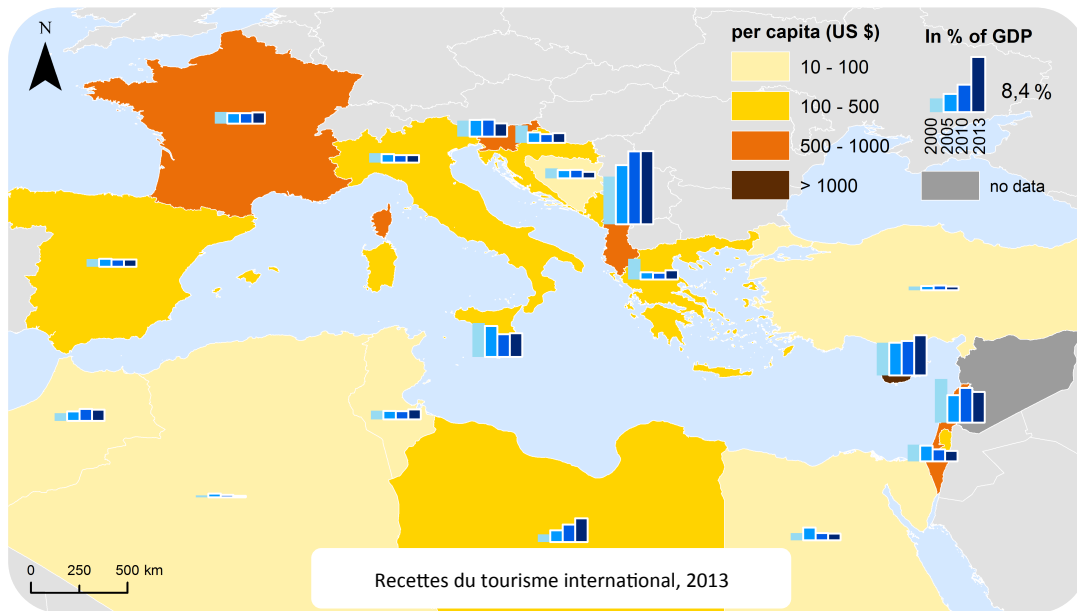 N
per capita (US $)
10 - 100
100 - 500
500 - 1000
> 1000
In % of GDP
8,4 %
2000
2005
2010
2013
no data
0 250 500 km
Recettes du tourisme international, 2013